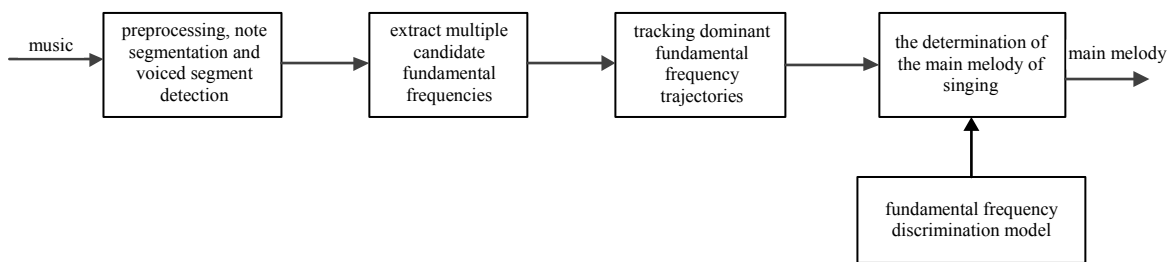 music
preprocessing, note
segmentation and
voiced segment
detection
extract multiple
candidate
fundamental
frequencies
tracking dominant
fundamental
frequency
trajectories
the determination of
the main melody of
singing
main melody
fundamental frequency
discrimination model